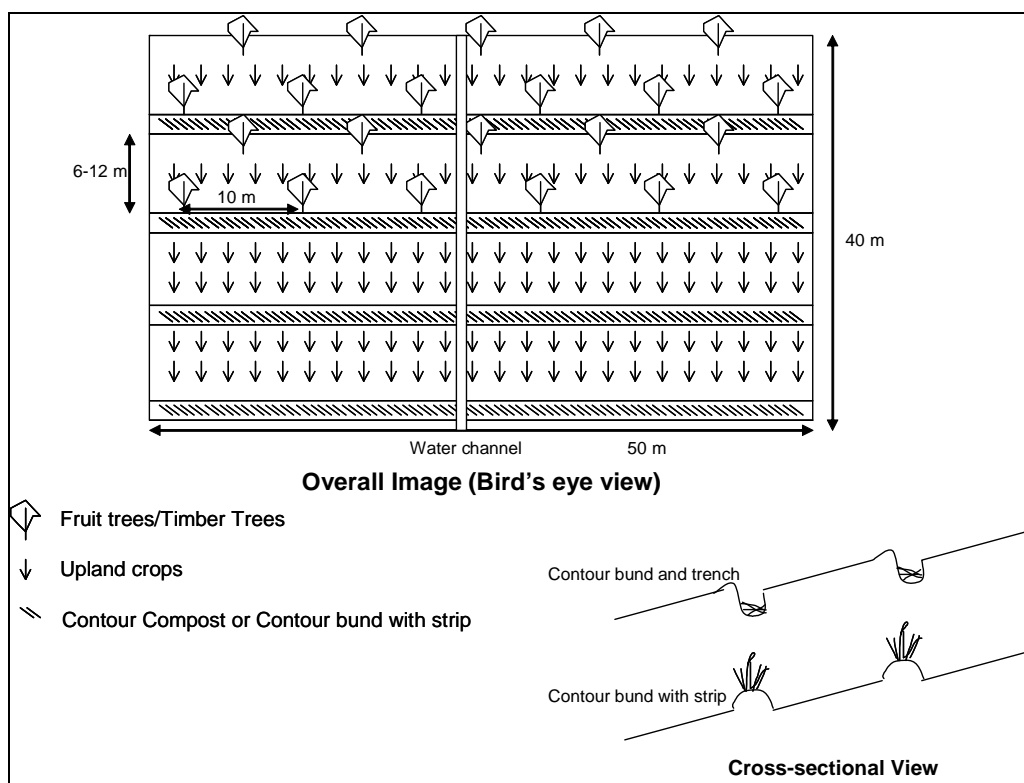 6-12 m
10 m
40 m
Water channel
50 m
Overall Image (Bird's eye view)
Fruit trees/Timber Trees
Upland crops
Contour Compost or Contour bund with strip
Contour bund and trench
Contour bund with strip
Cross-sectional View